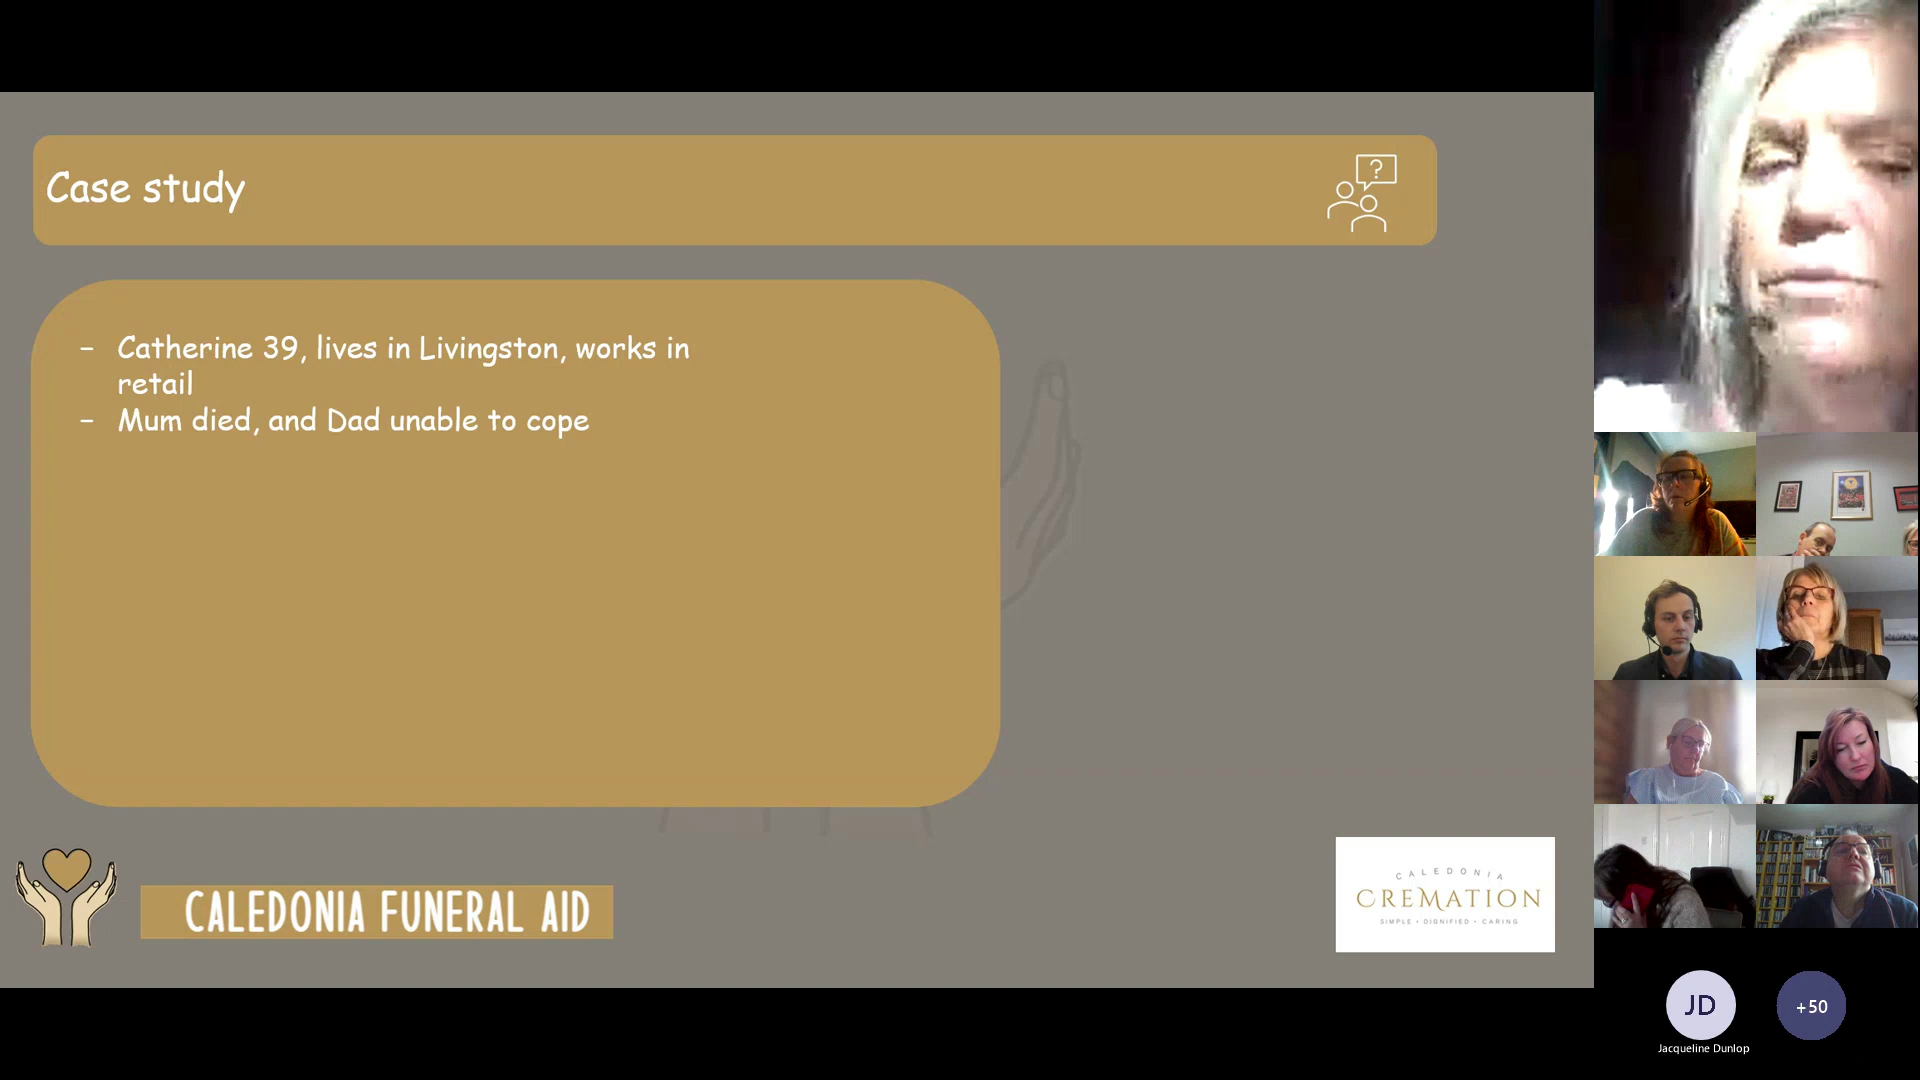 Case study
?
– Catherine 39, lives in Livingston, works in
retail
– Mum died, and Dad unable to cope
CALEDONIA FUNERAL AID
CALEDONIA
CREMATION
SIMPLE • DIGNIFIED • CARING
JD
+50
Jacqueline Dunlop